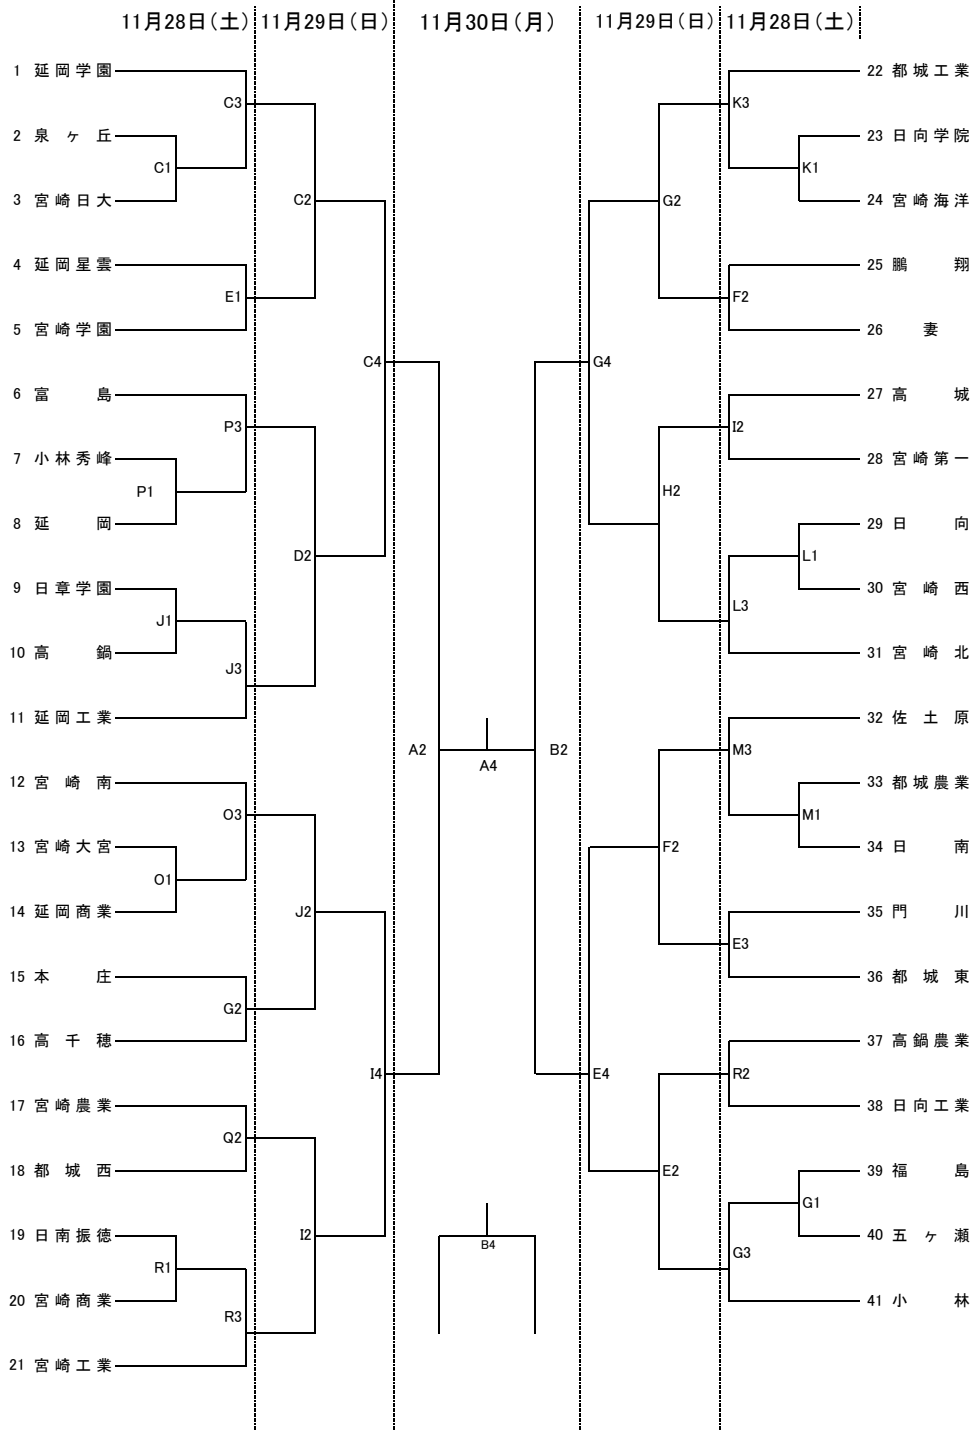 11月28日(土) 11月29日(日) 11月30日(月) 11月29日(日) 11月28日(土)
1 延岡学園 22 都城工業
C3 K3
2 泉ヶ丘 23 日向学院
C1 K1
3 宮崎日大 C2 G2 24 宮崎海洋
4 延岡星雲 25 鵬翔
E1 F2
5 宮崎学園 26 妻
C4 G4
6 富島 27 高城
P3 I2
7 小林秀峰 28 宮崎第一
P1 H2
8 延岡 29 日向
D2 L1
9 日章学園 30 宮崎西
J1 L3
10 高鍋 31 宮崎北
J3
11 延岡工業 32 佐土原
A2 B2 M3
A4
12 宮崎南 33 都城農業
O3 M1
13 宮崎大宮 F2 34 日南
O1
14 延岡商業 J2 35 門川
E3
15 本庄 36 都城東
G2
16 高千穂 37 高鍋農業
I4 E4 R2
17 宮崎農業 38 日向工業
Q2
18 都城西 E2 39 福島
G1
19 日南振徳 I2 40 五ヶ瀬
B4 G3
R1
20 宮崎商業 41 小林
R3
21 宮崎工業